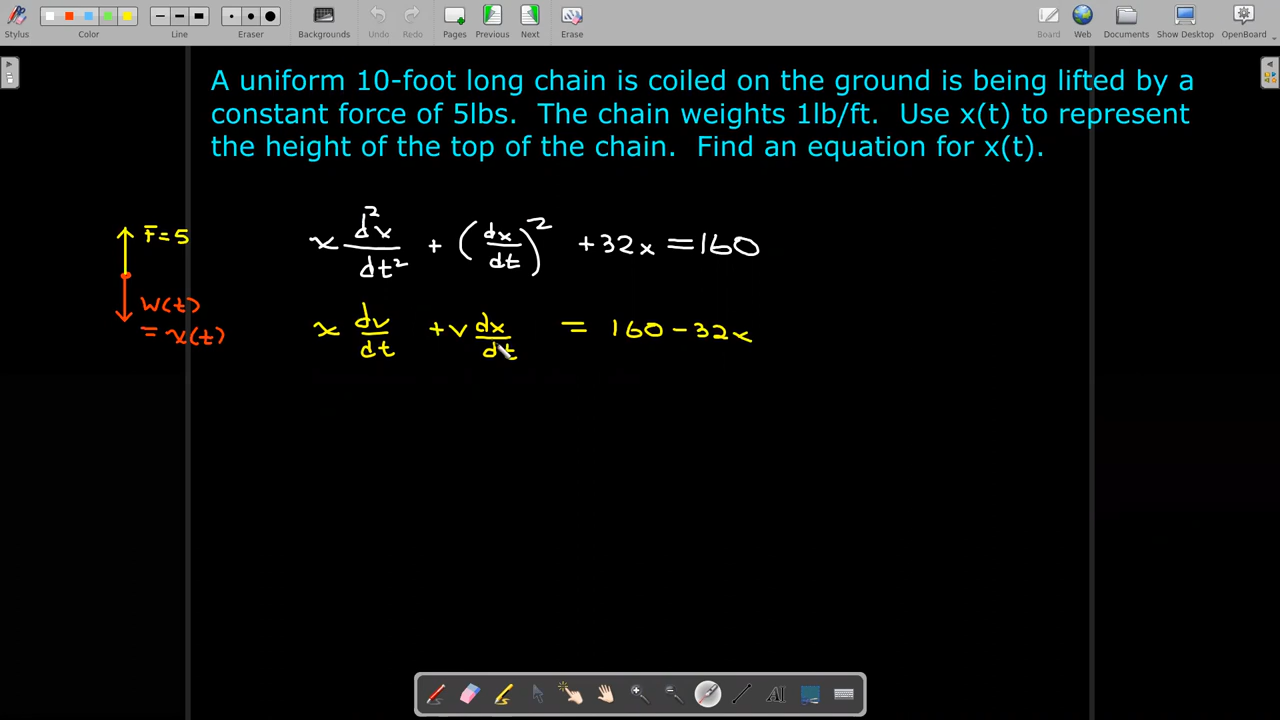 Stylus
Color
Line
Eraser
Backgrounds
Undo
Redo
Pages
Previous
Next
Erase
Board
Web
Documents
Show Desktop
OpenBoard
A uniform 10-foot long chain is coiled on the ground is being lifted by a
constant force of 5lbs. The chain weights 1lb/ft. Use x(t) to represent
the height of the top of the chain. Find an equation for x(t).
F=5
W(t)
= x(t)
x d²x/dt² + (dx/dt)² +32x =160
x dv/dt + v dx/dt = 160 - 32x
AI